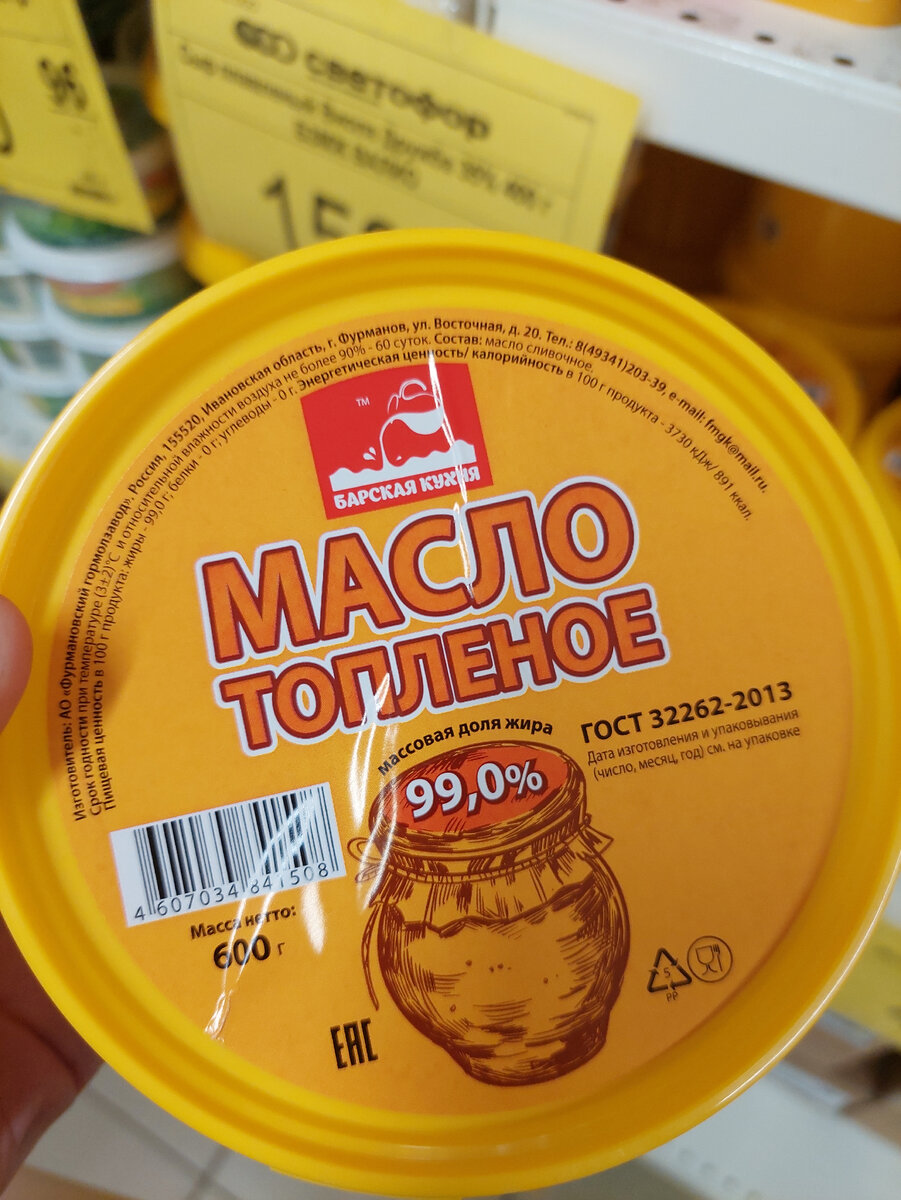 95
светофор
15
Изготовитель: АО «Фурмановский гормолзавод», Россия, 155520, Ивановская область, г. Фурманов, ул. Восточная, д. 20. Тел.: 8(49341)203-39, e-mail: fmgk@mail.ru.
Срок годности при температуре (3±2)°С и относительной влажности воздуха не более 90% - 60 суток. Состав: масло сливочное.
Пищевая ценность в 100 г продукта: жиры - 99,0 г; белки - 0 г; углеводы - 0 г. Энергетическая ценность/ калорийность в 100 г продукта - 3730 кДж/ 891 ккал.
TM
БАРСКАЯ КУХНЯ
МАСЛО
ТОПЛЕНОЕ
массовая доля жира
99,0%
ГОСТ 32262-2013
Дата изготовления и упаковывания
(число, месяц, год) см. на упаковке
4 607034 841508
Масса нетто:
600 г
EAC
5
PP